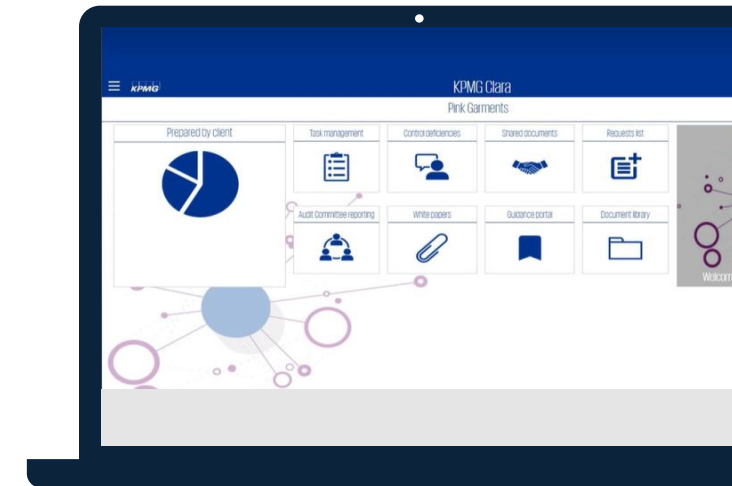 KPMG
KPMG Clara
Pink Garments
Prepared by client
Task management
Control deficiencies
Shared documents
Requests list
Audit Committee reporting
White papers
Guidance portal
Document library
Welcom